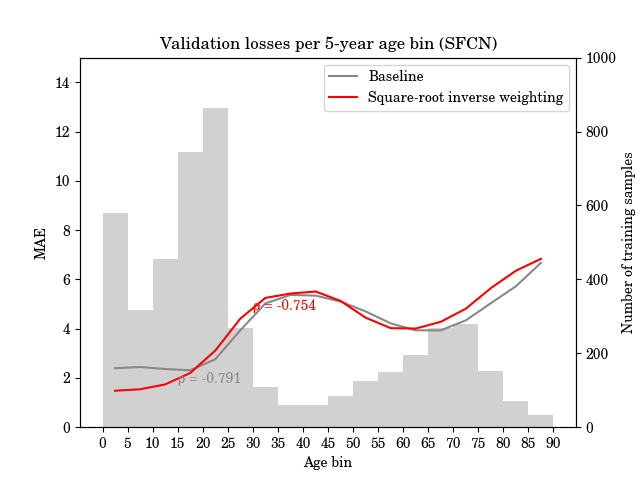 Validation losses per 5-year age bin (SFCN)
Baseline
Square-root inverse weighting
14
12
10
8
6
4
2
0
MAE
1000
800
600
400
200
0
Number of training samples
ρ = -0.754
ρ = -0.791
0 5 10 15 20 25 30 35 40 45 50 55 60 65 70 75 80 85 90
Age bin